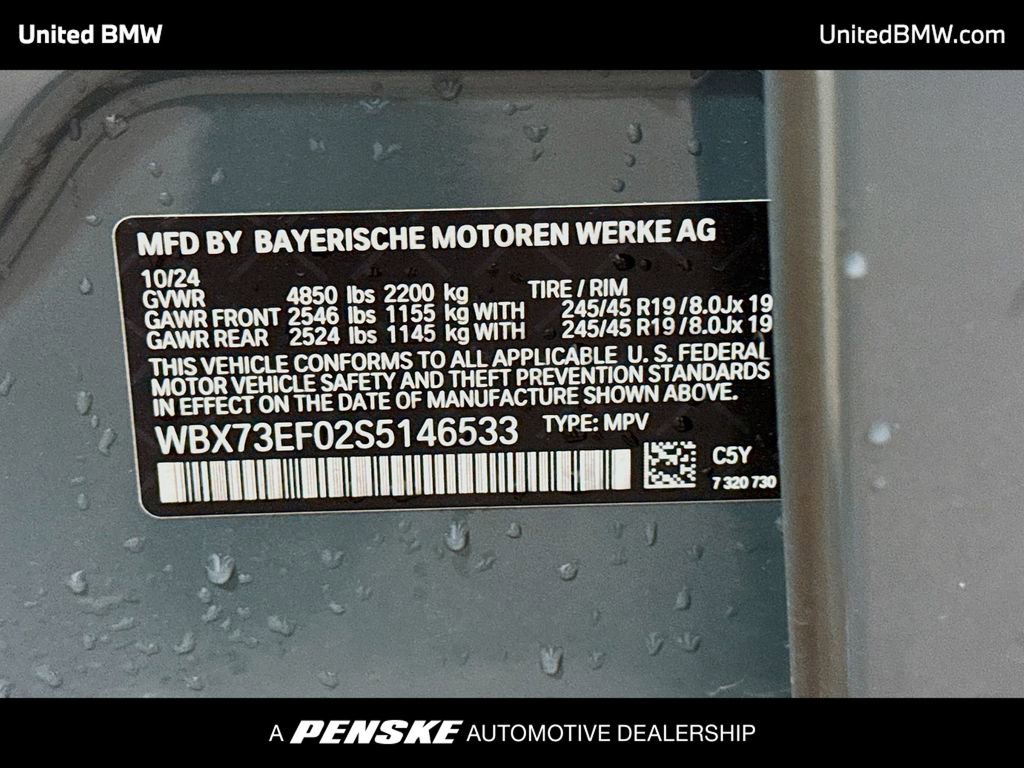 United BMW
UnitedBMW.com
MFD BY BAYERISCHE MOTOREN WERKE AG
10/24
GVWR 4850 lbs 2200 kg TIRE / RIM
GAWR FRONT 2546 lbs 1155 kg WITH 245/45 R19 /8.0Jx 19
GAWR REAR 2524 lbs 1145 kg WITH 245/45 R19 /8.0Jx 19
THIS VEHICLE CONFORMS TO ALL APPLICABLE U. S. FEDERAL
MOTOR VEHICLE SAFETY AND THEFT PREVENTION STANDARDS
IN EFFECT ON THE DATE OF MANUFACTURE SHOWN ABOVE.
WBX73EF02S5146533 TYPE: MPV
C5Y
7 320 730
A PENSKE AUTOMOTIVE DEALERSHIP